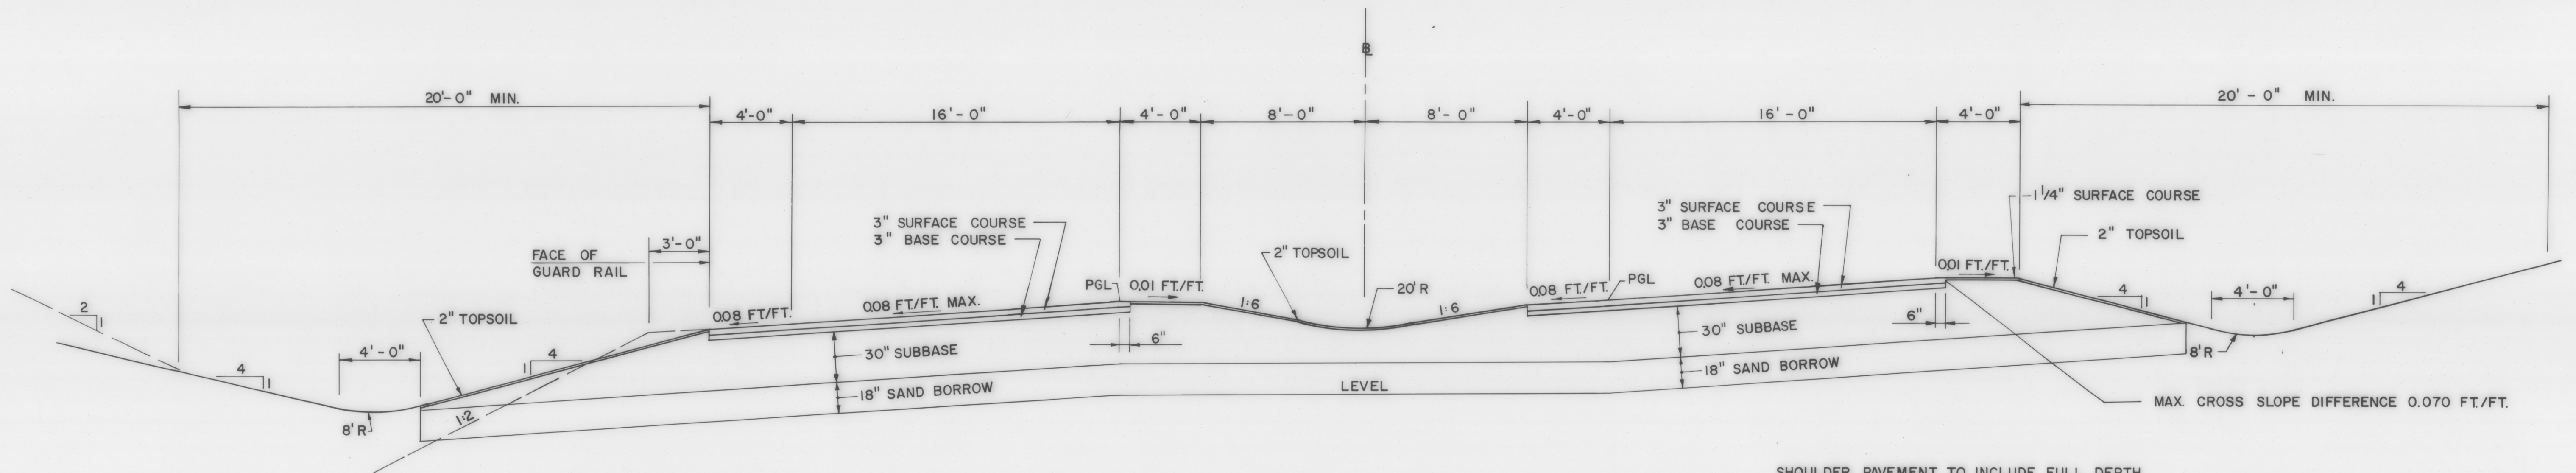 B
20'-0" MIN.
4'-0"
16'-0"
4'-0"
8'-0"
8'-0"
4'-0"
16'-0"
4'-0"
20'-0" MIN.
3'-0"
FACE OF
GUARD RAIL
3" SURFACE COURSE
3" BASE COURSE
2" TOPSOIL
3" SURFACE COURSE
3" BASE COURSE
1 1/4" SURFACE COURSE
2" TOPSOIL
0.08 FT/FT.
0.08 FT/FT. MAX.
PGL
0.01 FT./FT.
1:6
20'R
1:6
0.08 FT./FT.
PGL
0.08 FT/FT. MAX.
0.01 FT./FT.
2
1
2" TOPSOIL
4
1
4'-0"
4
1
4'-0"
4
1
6"
30" SUBBASE
30" SUBBASE
6"
4
1
8'R
1:2
18" SAND BORROW
LEVEL
18" SAND BORROW
8'R
MAX. CROSS SLOPE DIFFERENCE 0.070 FT./FT.
SHOULDER PAVEMENT TO INCLUDE FULL DEPTH